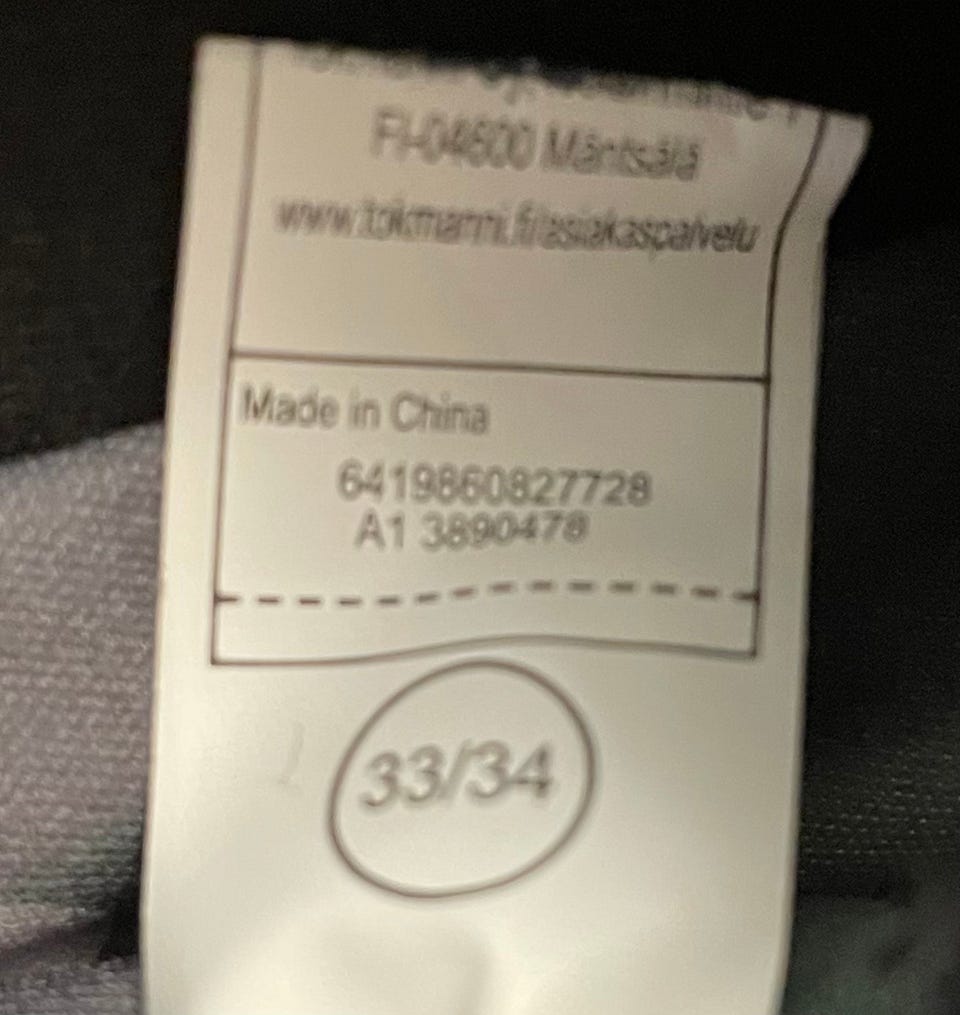 FI-04600 Mäntsälä
www.tokmanni.fi/asiakaspalvelu
Made in China
6419860827728
A1 3890478
33/34